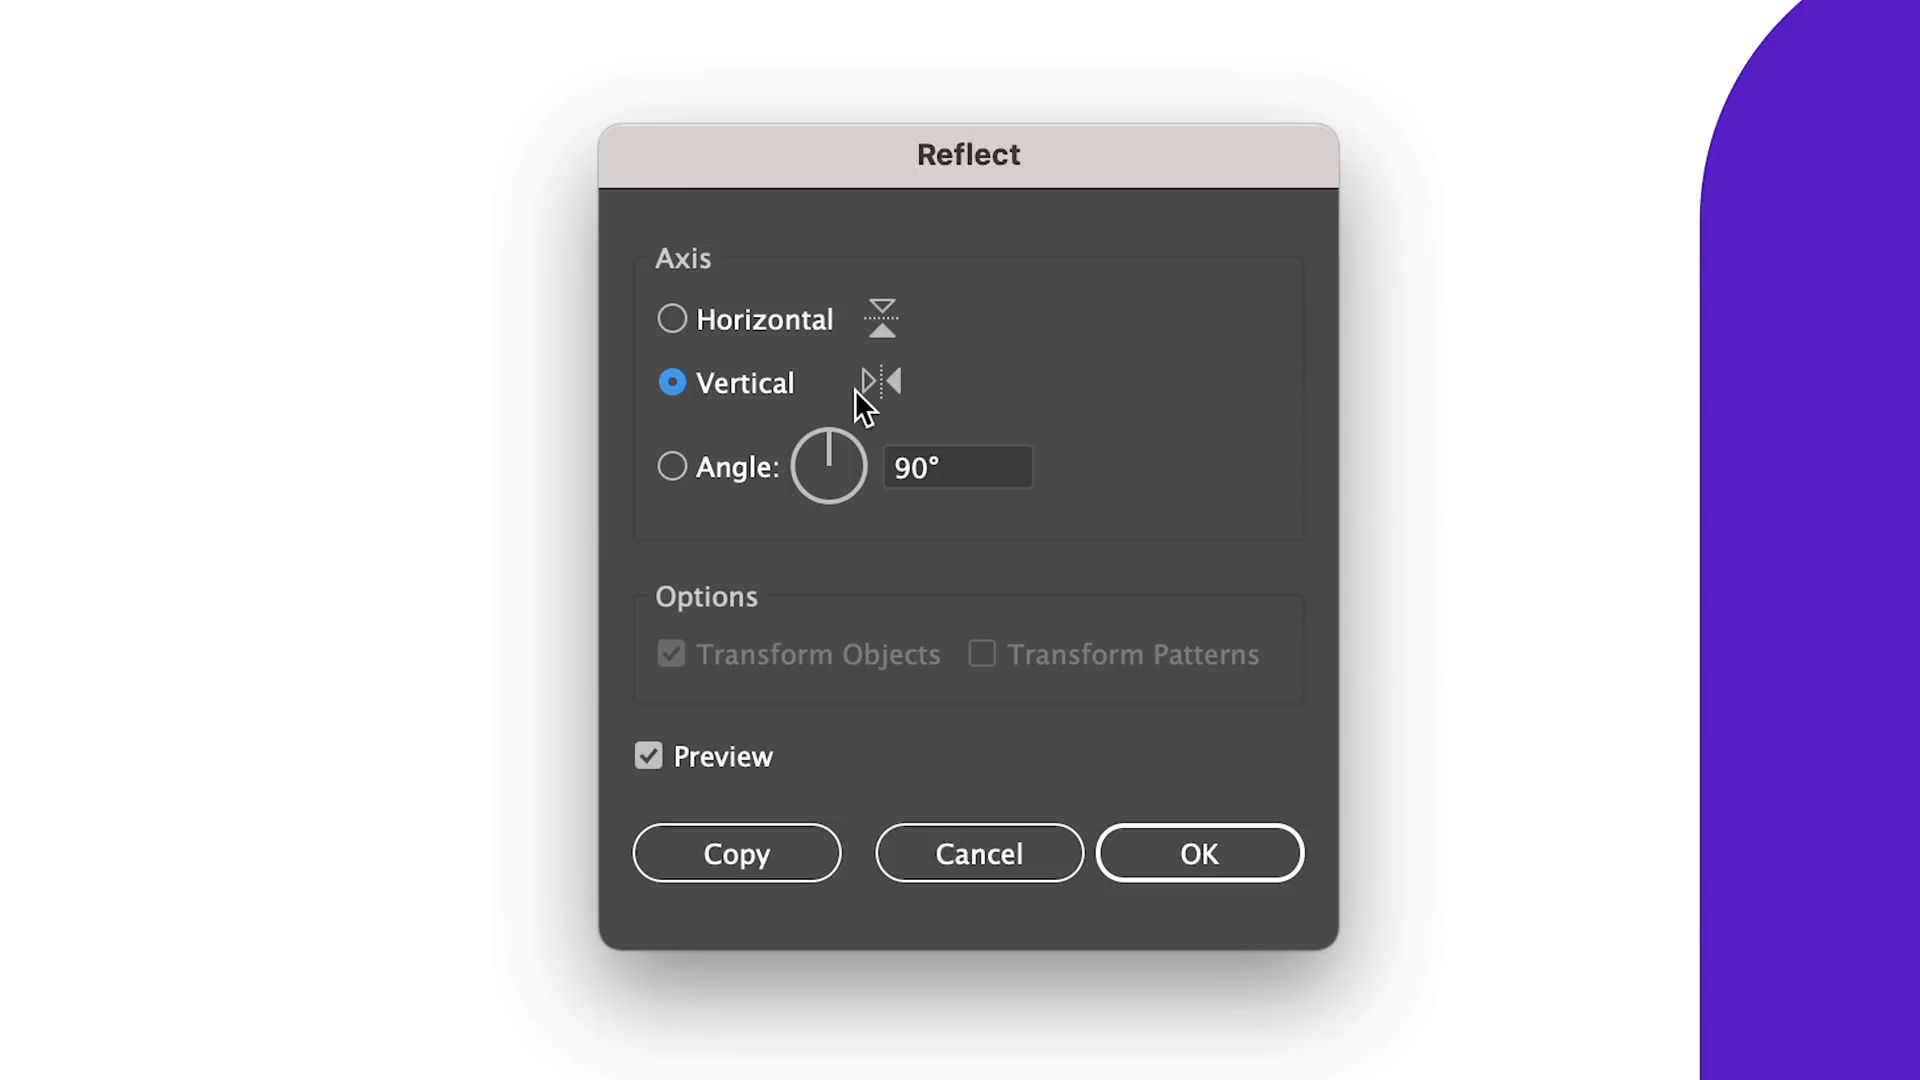 Reflect
Axis
Horizontal
Vertical
Angle: 90°
Options
Transform Objects Transform Patterns
Preview
Copy Cancel OK